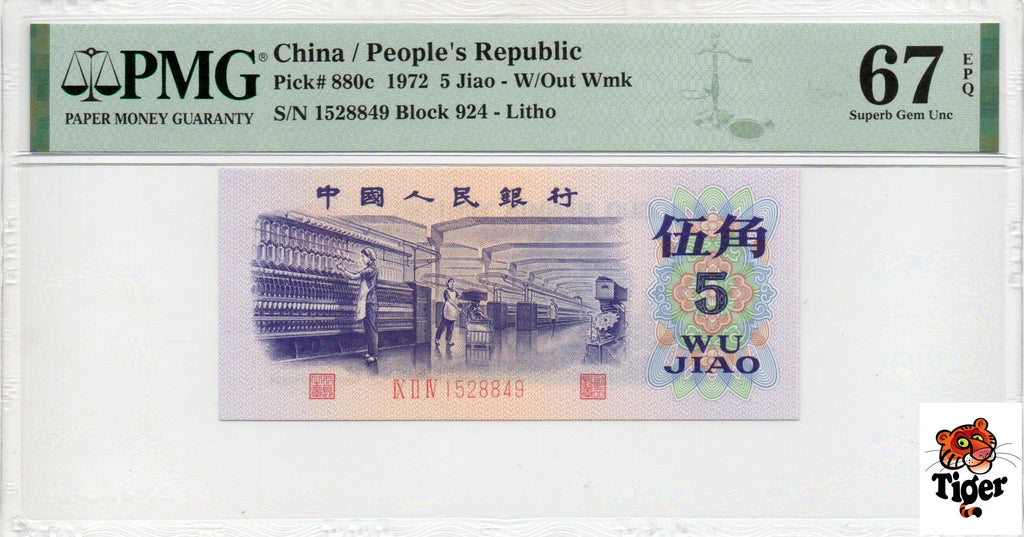 PMG®
PAPER MONEY GUARANTY
China / People's Republic
Pick# 880c 1972 5 Jiao - W/Out Wmk
S/N 1528849 Block 924 - Litho
67 EPQ
Superb Gem Unc
中國人民銀行
伍角
5
WU
JIAO
IX II IV 1528849
Tiger